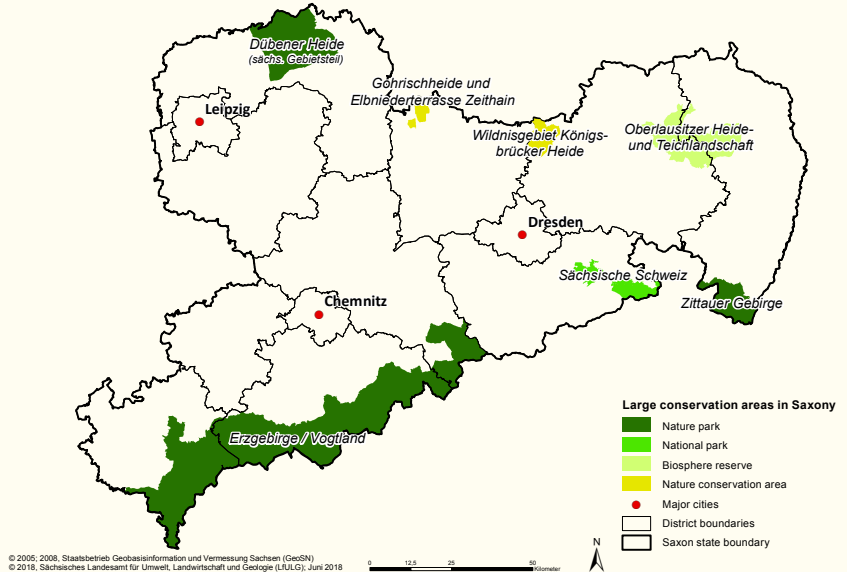 Dübener Heide
(sächs. Gebietsteil)
Gohrischheide und
Elbniederterrasse Zeithain
Leipzig
Wildnisgebiet Königs-
brücker Heide
Oberlausitzer Heide-
und Teichlandschaft
Dresden
Sächsische Schweiz
Zittauer Gebirge
Chemnitz
Erzgebirge / Vogtland
Large conservation areas in Saxony
Nature park
National park
Biosphere reserve
Nature conservation area
Major cities
District boundaries
Saxon state boundary
N
© 2005; 2008, Staatsbetrieb Geobasisinformation und Vermessung Sachsen (GeoSN)
© 2018, Sächsisches Landesamt für Umwelt, Landwirtschaft und Geologie (LfULG); Juni 2018
0 12,5 25 50
Kilometer